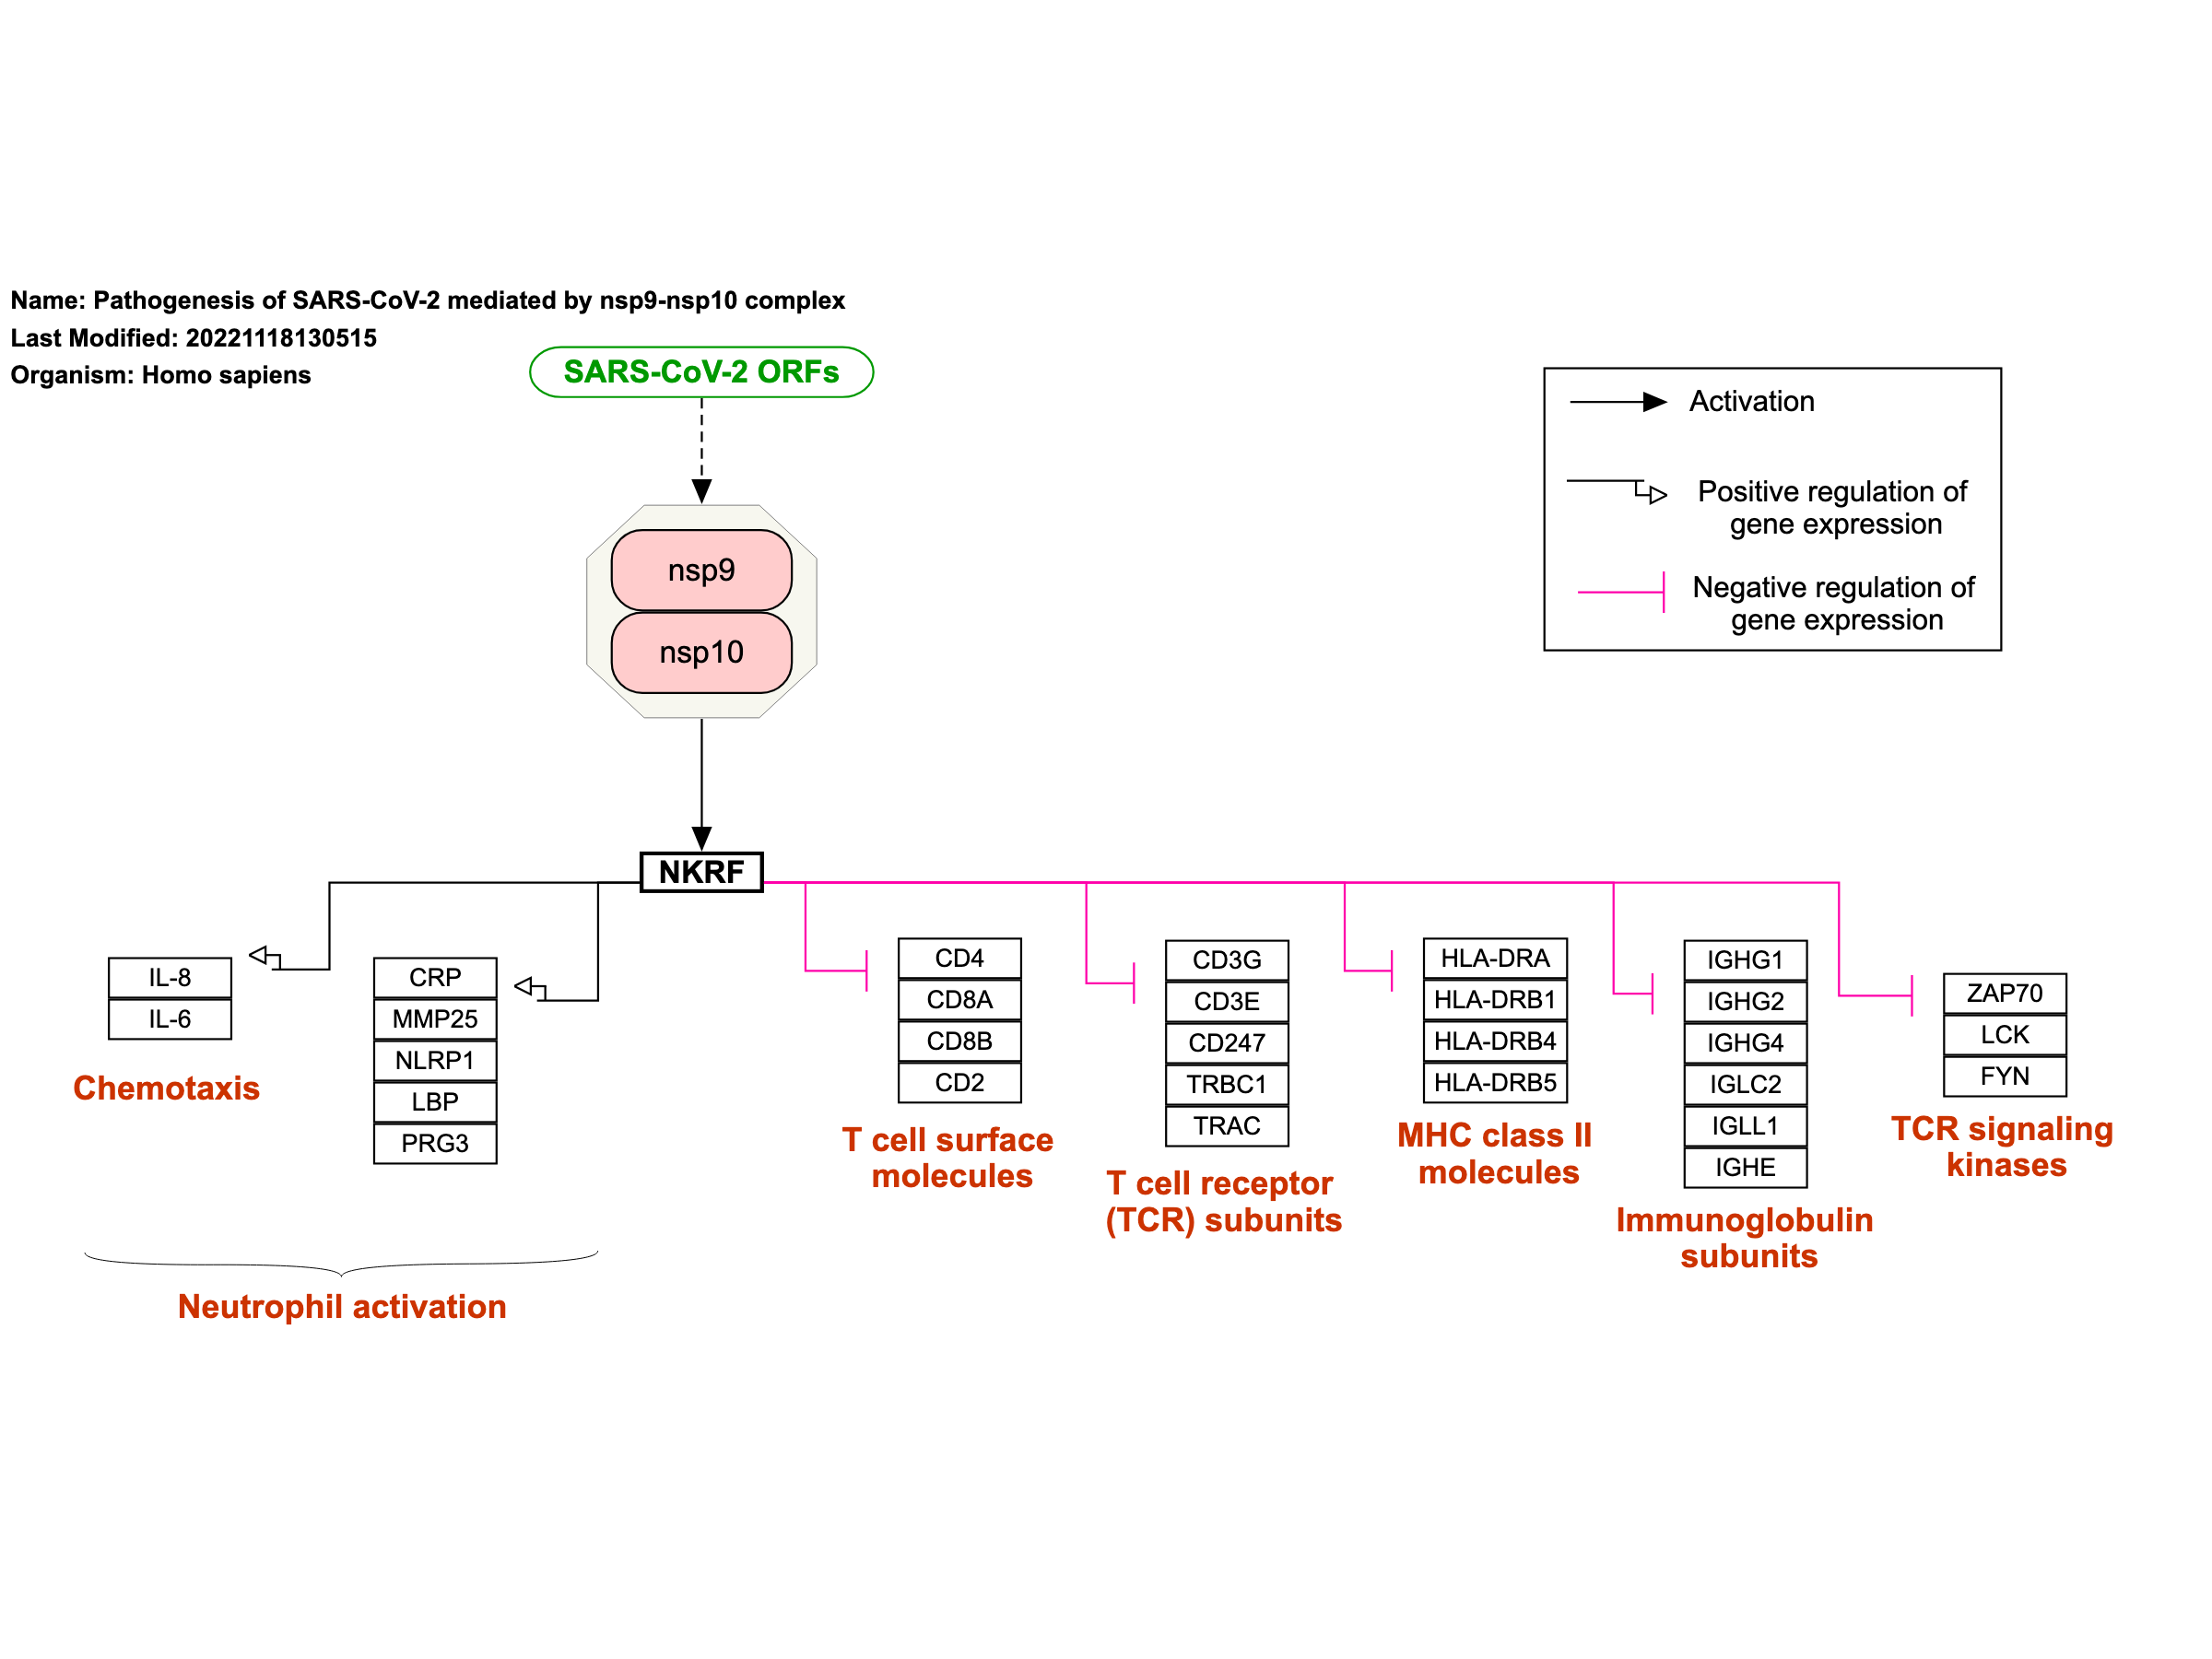 Name: Pathogenesis of SARS-CoV-2 mediated by nsp9-nsp10 complex
Last Modified: 20221118130515
Organism: Homo sapiens
SARS-CoV-2 ORFs
nsp9
nsp10
NKRF
Activation
Positive regulation of
gene expression
Negative regulation of
gene expression
IL-8
IL-6
Chemotaxis
CRP
MMP25
NLRP1
LBP
PRG3
Neutrophil activation
CD4
CD8A
CD8B
CD2
T cell surface
molecules
CD3G
CD3E
CD247
TRBC1
TRAC
T cell receptor
(TCR) subunits
HLA-DRA
HLA-DRB1
HLA-DRB4
HLA-DRB5
MHC class II
molecules
IGHG1
IGHG2
IGHG4
IGLC2
IGLL1
IGHE
Immunoglobulin
subunits
ZAP70
LCK
FYN
TCR signaling
kinases